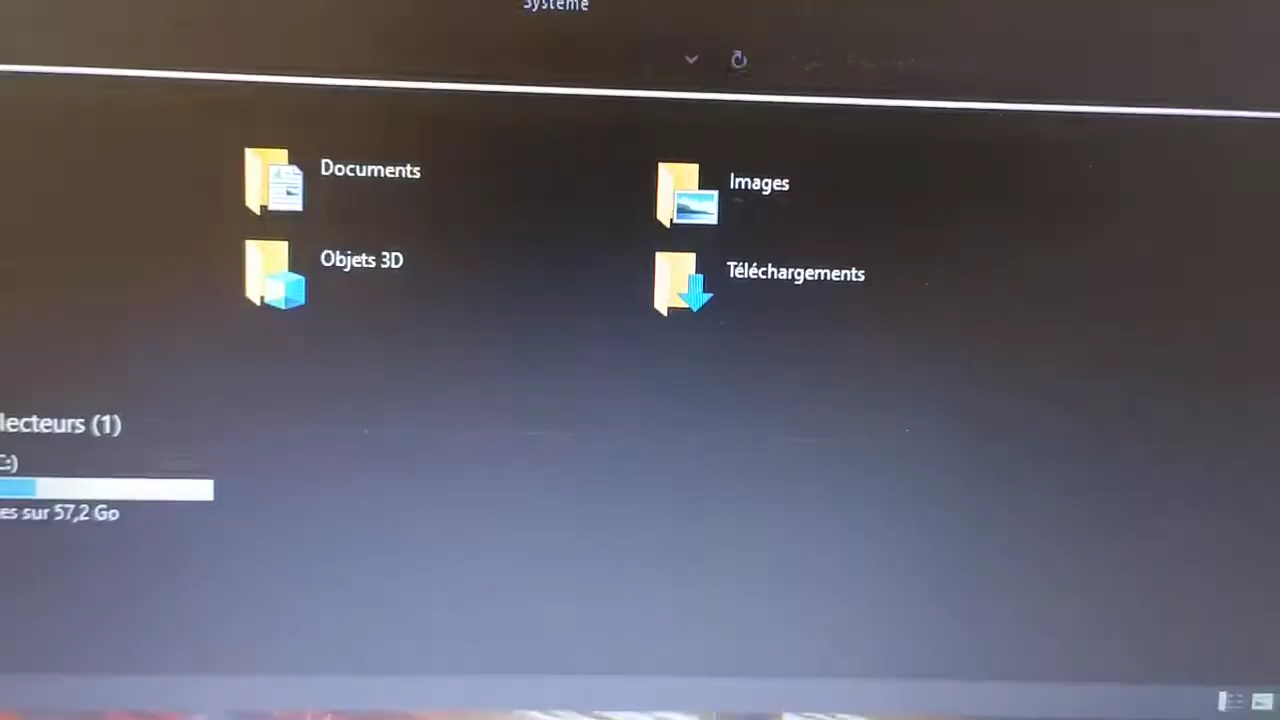 Système
Documents
Images
Objets 3D
Téléchargements
lecteurs (1)
C:)
es sur 57,2 Go